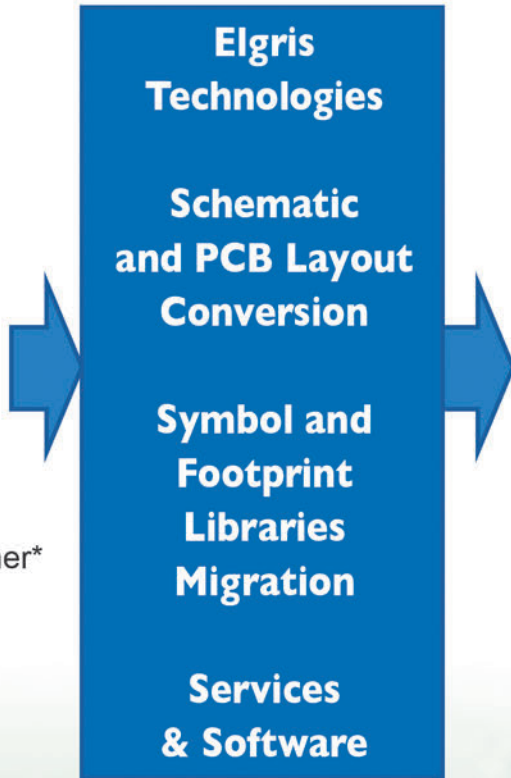 Elgris
Technologies
Schematic
and PCB Layout
Conversion
Symbol and
Footprint
Libraries
Migration
Services
& Software